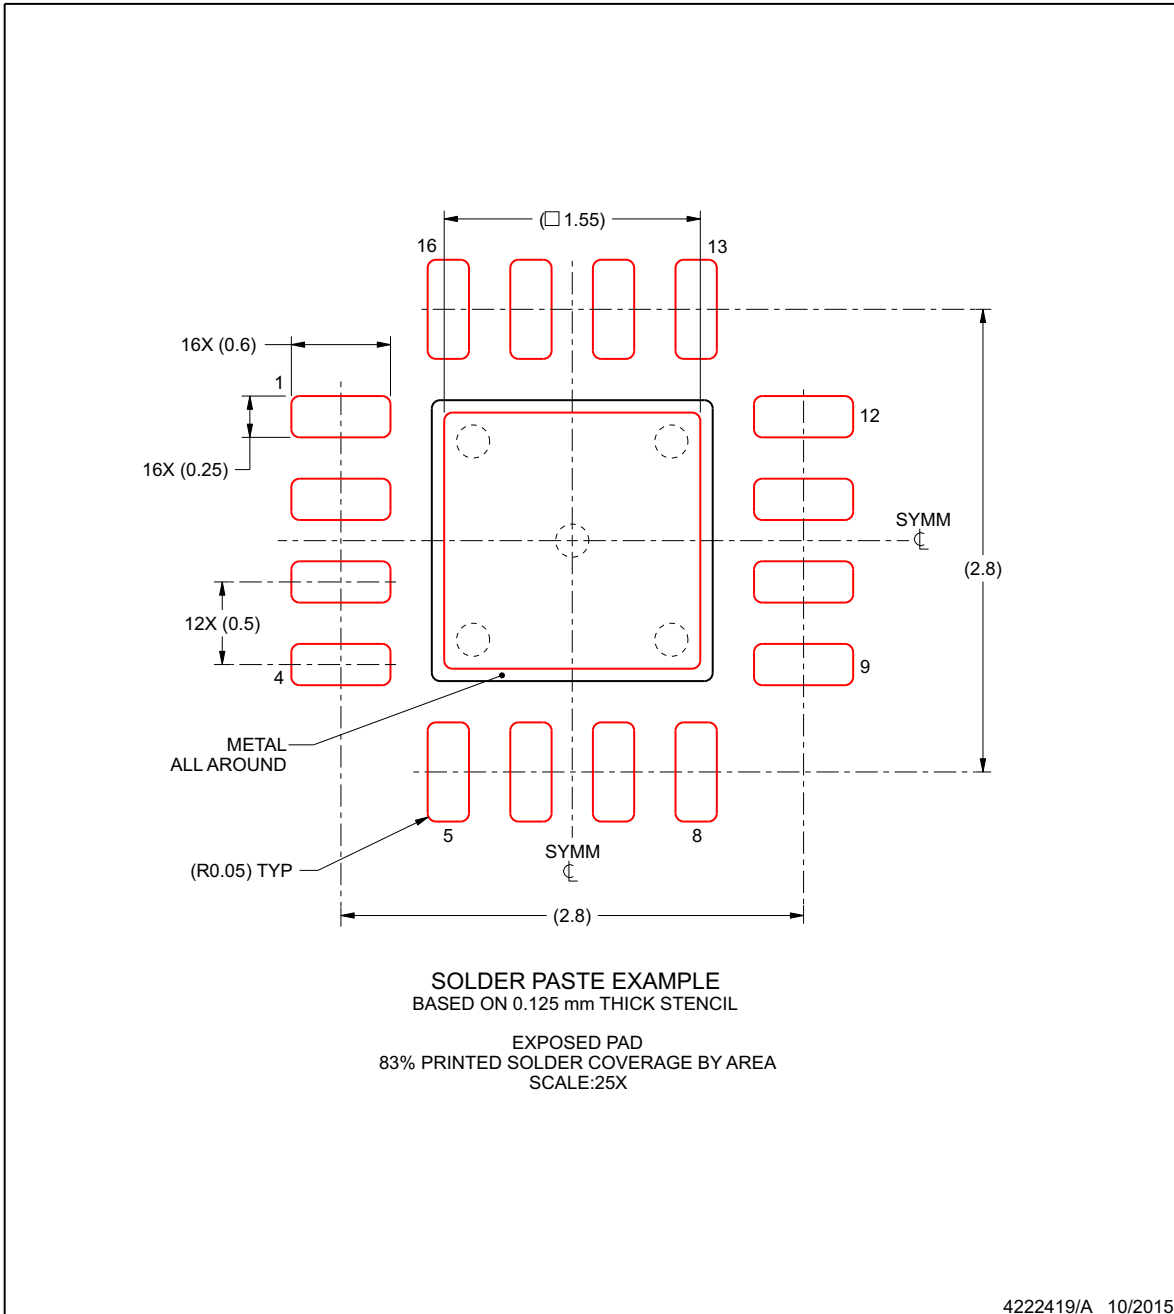 (□ 1.55)
16
13
16X (0.6)
1
12
16X (0.25)
SYMM
℄
(2.8)
12X (0.5)
4
9
METAL
ALL AROUND
5
8
SYMM
℄
(R0.05) TYP
(2.8)
SOLDER PASTE EXAMPLE
BASED ON 0.125 mm THICK STENCIL
EXPOSED PAD
83% PRINTED SOLDER COVERAGE BY AREA
SCALE:25X
4222419/A 10/2015